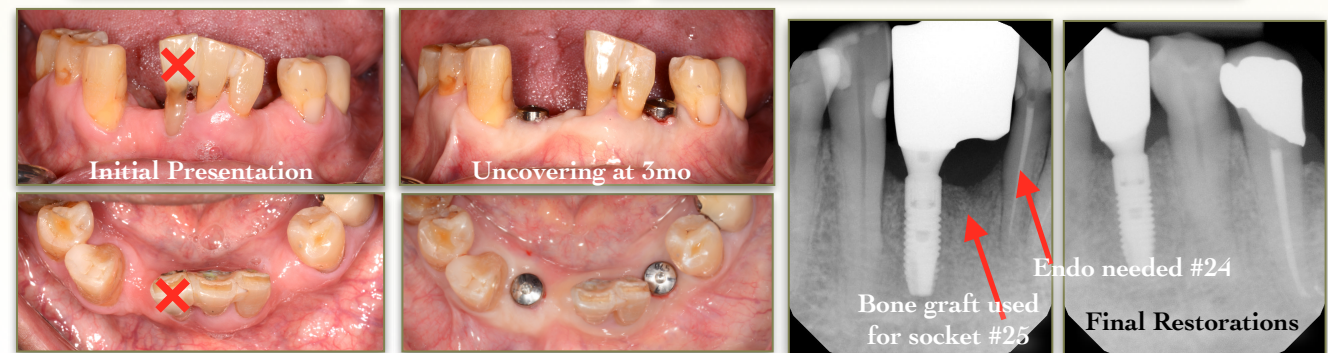 Initial Presentation
Uncovering at 3mo
Endo needed #24
Bone graft used
for socket #25
Final Restorations